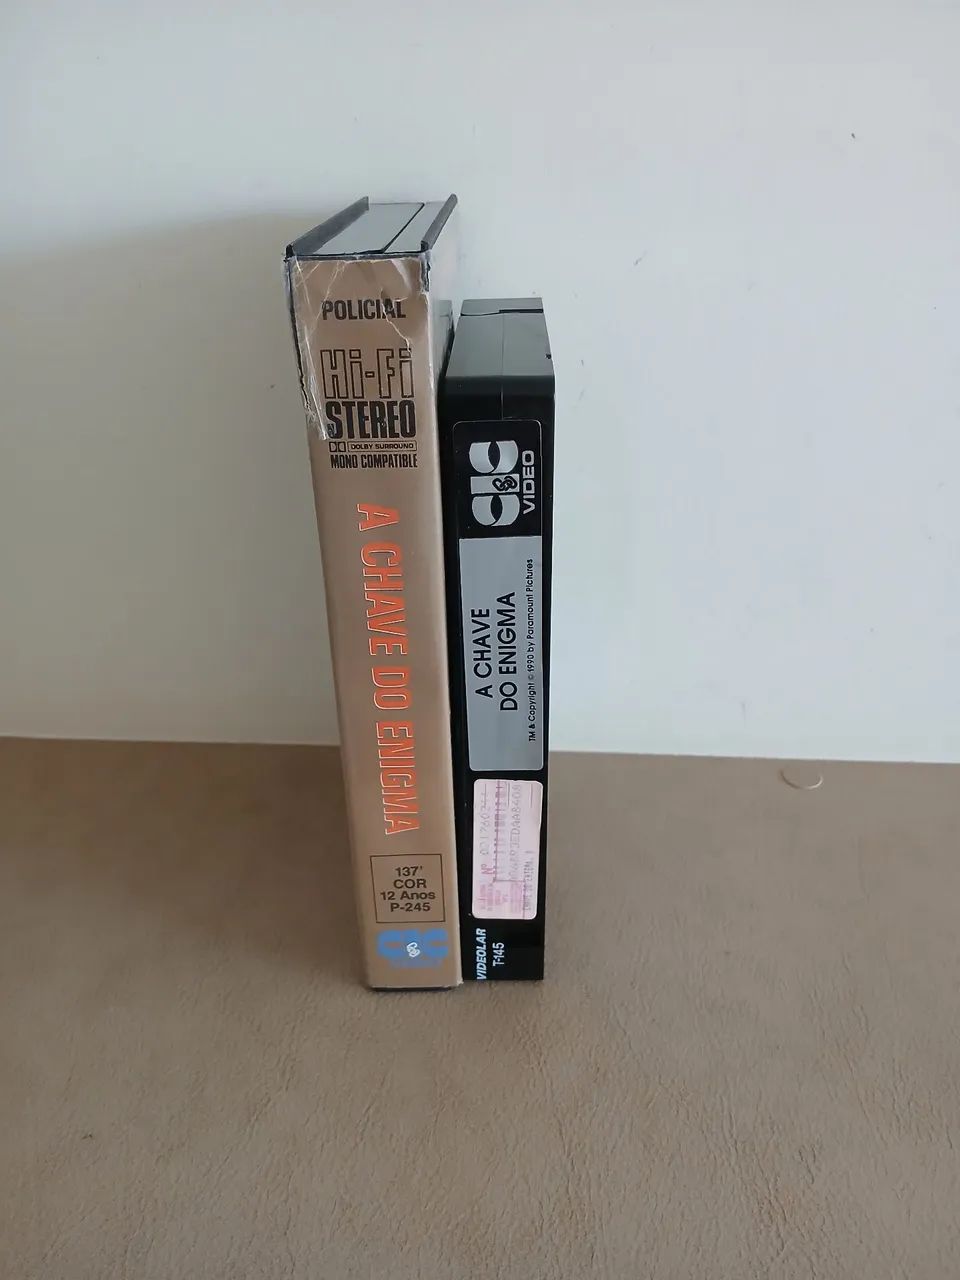 POLICIAL
Hi-Fi
STEREO
DOLBY SURROUND
MONO COMPATIBLE
A CHAVE DO ENIGMA
137'
COR
12 Anos
P-245
CIC
CIC
VIDEO
A CHAVE
DO ENIGMA
TM & Copyright © 1990 by Paramount Pictures
Nº
VIDEOLAR
T-145